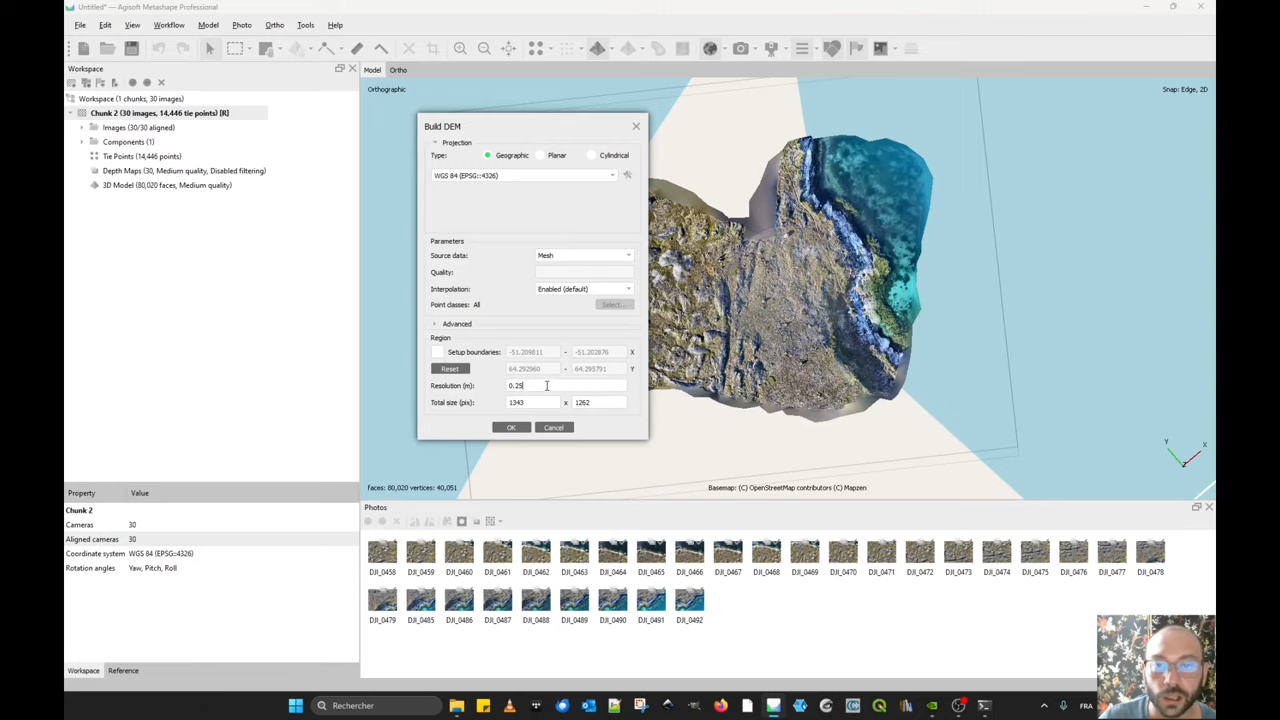 Untitled* — Agisoft Metashape Professional
File Edit View Workflow Model Photo Ortho Tools Help
Workspace
Workspace (1 chunks, 30 images)
Chunk 2 (30 images, 14,446 tie points) [R]
Images (30/30 aligned)
Components (1)
Tie Points (14,446 points)
Depth Maps (30, Medium quality, Disabled filtering)
3D Model (80,020 faces, Medium quality)
Model Ortho
Orthographic
Snap: Edge, 2D
Build DEM
Projection
Type: Geographic Planar Cylindrical
WGS 84 (EPSG::4326)
Parameters
Source data: Mesh
Quality:
Interpolation: Enabled (default)
Point classes: All Select...
Advanced
Region
Setup boundaries: -51.209811 - -51.202876 X
Reset 64.292960 - 64.295791 Y
Resolution (m): 0.25
Total size (pix): 1343 x 1262
OK Cancel
Y X
Z
faces: 80,020 vertices: 40,051
Basemap: (C) OpenStreetMap contributors (C) Mapzen
Property Value
Chunk 2
Cameras 30
Aligned cameras 30
Coordinate system WGS 84 (EPSG::4326)
Rotation angles Yaw, Pitch, Roll
Workspace Reference
Photos
DJI_0458 DJI_0459 DJI_0460 DJI_0461 DJI_0462 DJI_0463 DJI_0464 DJI_0465 DJI_0466 DJI_0467 DJI_0468 DJI_0469 DJI_0470 DJI_0471 DJI_0472 DJI_0473 DJI_0474 DJI_0475 DJI_0476 DJI_0477 DJI_0478
DJI_0479 DJI_0485 DJI_0486 DJI_0487 DJI_0488 DJI_0489 DJI_0490 DJI_0491 DJI_0492
Rechercher
FRA